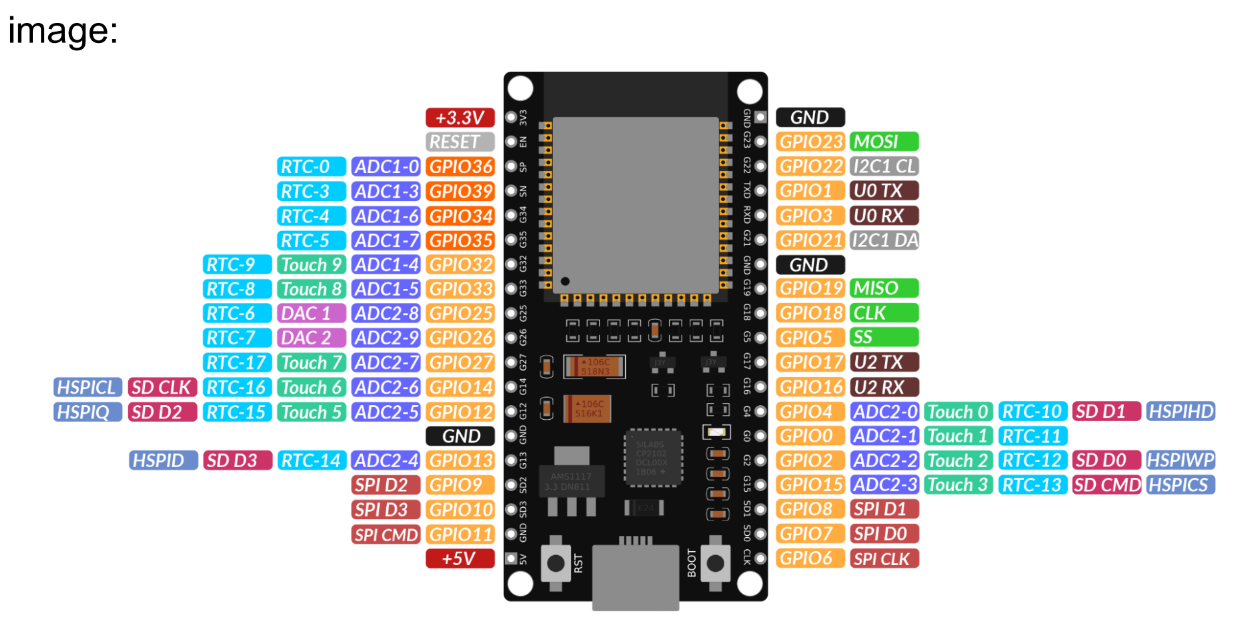 image:
+3.3V 3V3 GND GND
RESET EN G23 GPIO23 MOSI
RTC-0 ADC1-0 GPIO36 SP G22 GPIO22 I2C1 CL
RTC-3 ADC1-3 GPIO39 SN TXD GPIO1 U0 TX
RTC-4 ADC1-6 GPIO34 G34 RXD GPIO3 U0 RX
RTC-5 ADC1-7 GPIO35 G35 G21 GPIO21 I2C1 DA
RTC-9 Touch 9 ADC1-4 GPIO32 G32 GND GND
RTC-8 Touch 8 ADC1-5 GPIO33 G33 G19 GPIO19 MISO
RTC-6 DAC 1 ADC2-8 GPIO25 G25 G18 GPIO18 CLK
RTC-7 DAC 2 ADC2-9 GPIO26 G26 G5 GPIO5 SS
RTC-17 Touch 7 ADC2-7 GPIO27 G27 +106C 518N3 G17 GPIO17 U2 TX
HSPICL SD CLK RTC-16 Touch 6 ADC2-6 GPIO14 G14 G16 GPIO16 U2 RX
HSPIQ SD D2 RTC-15 Touch 5 ADC2-5 GPIO12 G12 +106C 516K1 G4 GPIO4 ADC2-0 Touch 0 RTC-10 SD D1 HSPIHD
GND GND G0 GPIO0 ADC2-1 Touch 1 RTC-11
HSPID SD D3 RTC-14 ADC2-4 GPIO13 G13 SILABS CP2102 DCL00X 1806 + G2 GPIO2 ADC2-2 Touch 2 RTC-12 SD D0 HSPIWP
SPI D2 GPIO9 SD2 AMS1117 3.3 DN811 G15 GPIO15 ADC2-3 Touch 3 RTC-13 SD CMD HSPICS
SPI D3 GPIO10 SD3 SD1 GPIO8 SPI D1
SPI CMD GPIO11 GND SD0 GPIO7 SPI D0
+5V 5V RST BOOT CLK GPIO6 SPI CLK